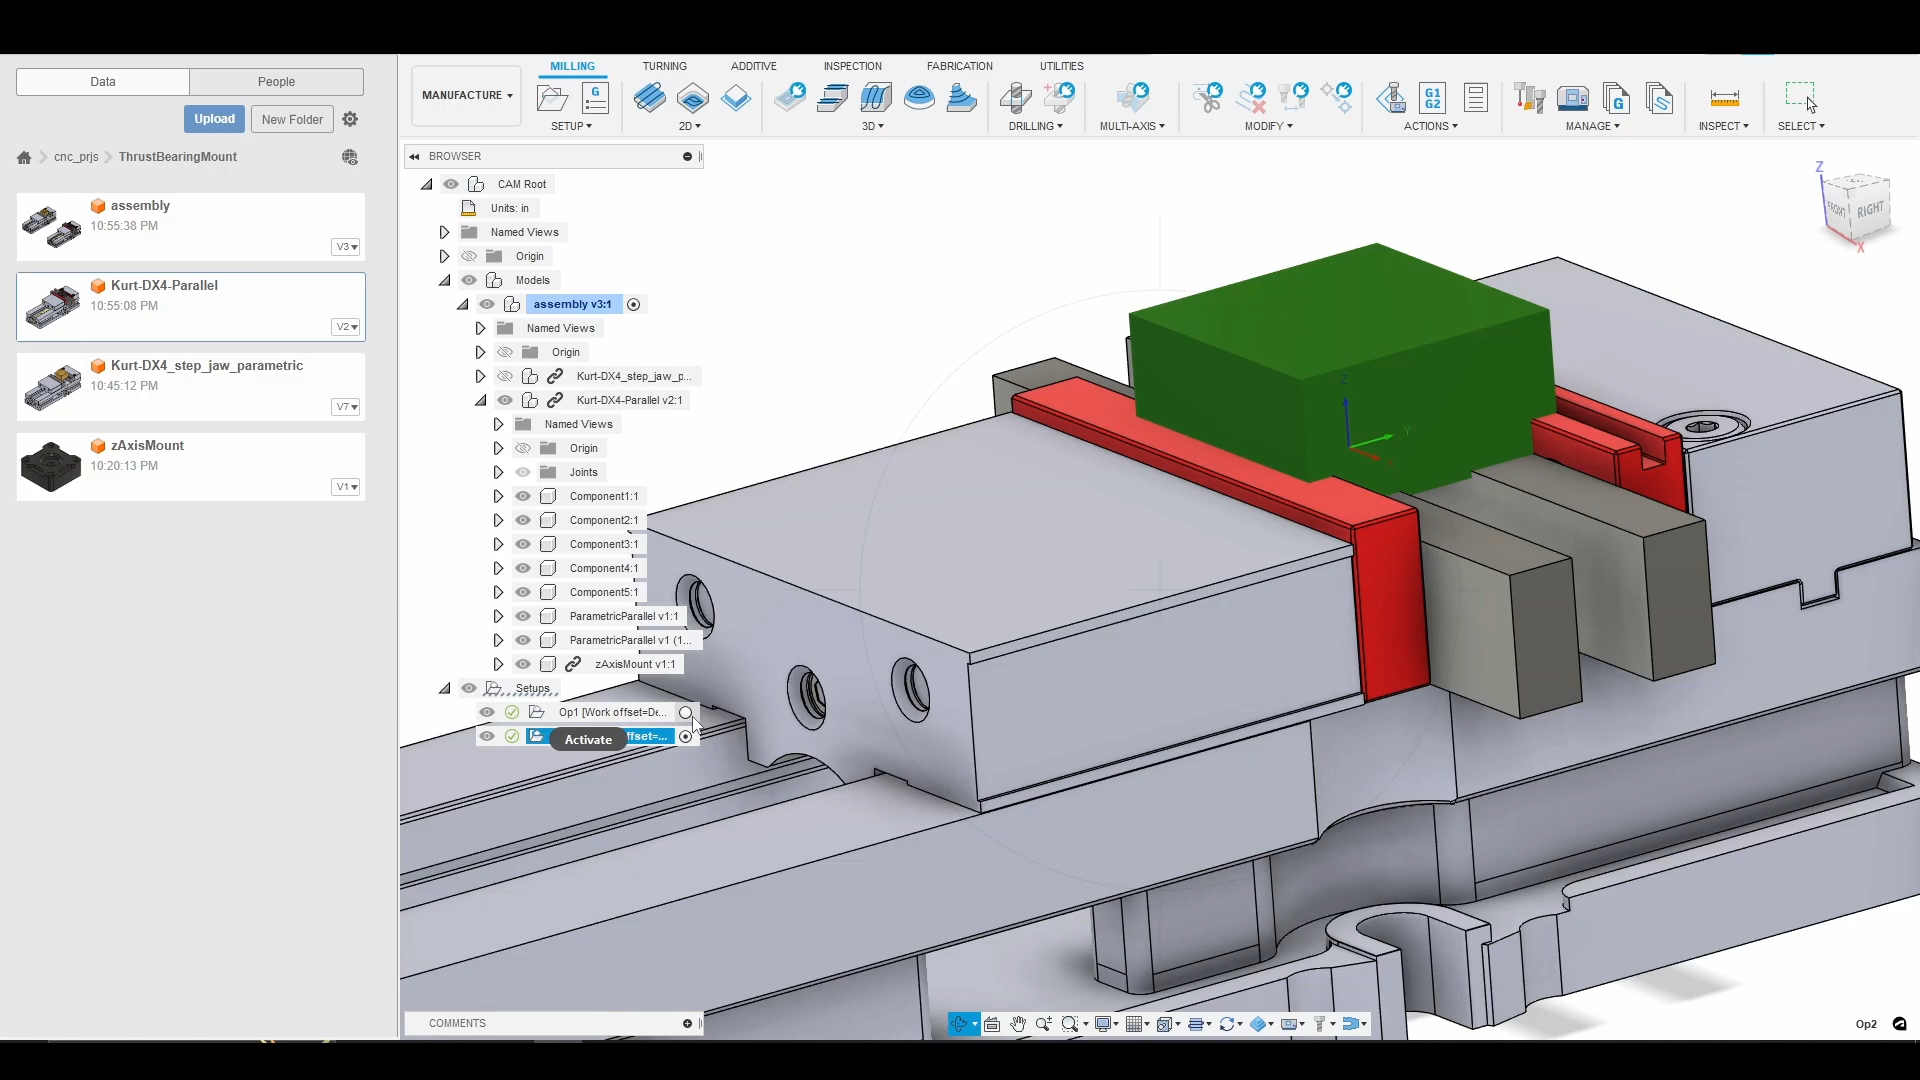 Data
People
Upload
New Folder
cnc_prjs
ThrustBearingMount
assembly
10:55:38 PM
V3
Kurt-DX4-Parallel
10:55:08 PM
V2
Kurt-DX4_step_jaw_parametric
10:45:12 PM
V7
zAxisMount
10:20:13 PM
V1
MANUFACTURE
MILLING
TURNING
ADDITIVE
INSPECTION
FABRICATION
UTILITIES
G
G1
G2
G
SETUP
2D
3D
DRILLING
MULTI-AXIS
MODIFY
ACTIONS
MANAGE
INSPECT
SELECT
BROWSER
CAM Root
Units: in
Named Views
Origin
Models
assembly v3:1
Named Views
Origin
Kurt-DX4_step_jaw_p...
Kurt-DX4-Parallel v2:1
Named Views
Origin
Joints
Component1:1
Component2:1
Component3:1
Component4:1
Component5:1
ParametricParallel v1:1
ParametricParallel v1 (1...
zAxisMount v1:1
Setups
Op1 [Work offset=De...
ffset=...
Activate
COMMENTS
Z
FRONT
RIGHT
X
Z
Y
Op2